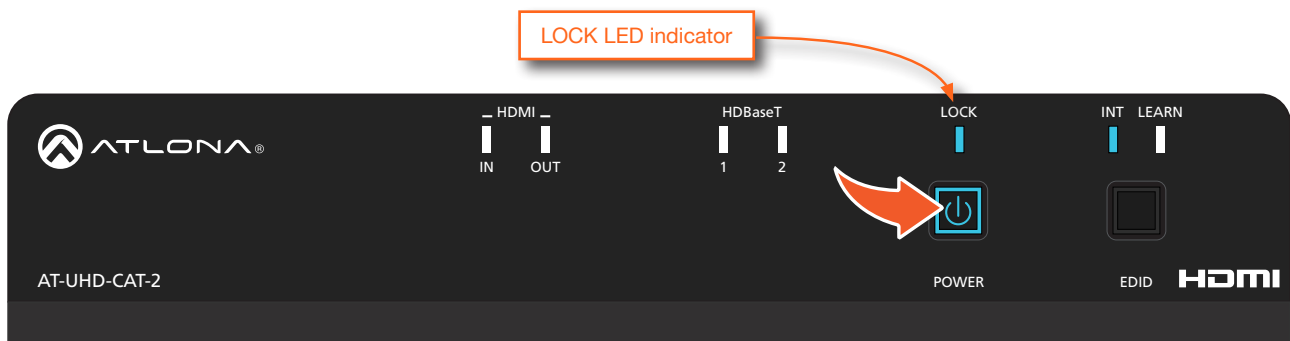 LOCK LED indicator
HDMI
HDBaseT
LOCK
INT LEARN
ATLONA®
IN OUT
1 2
AT-UHD-CAT-2
POWER
EDID
HDMI